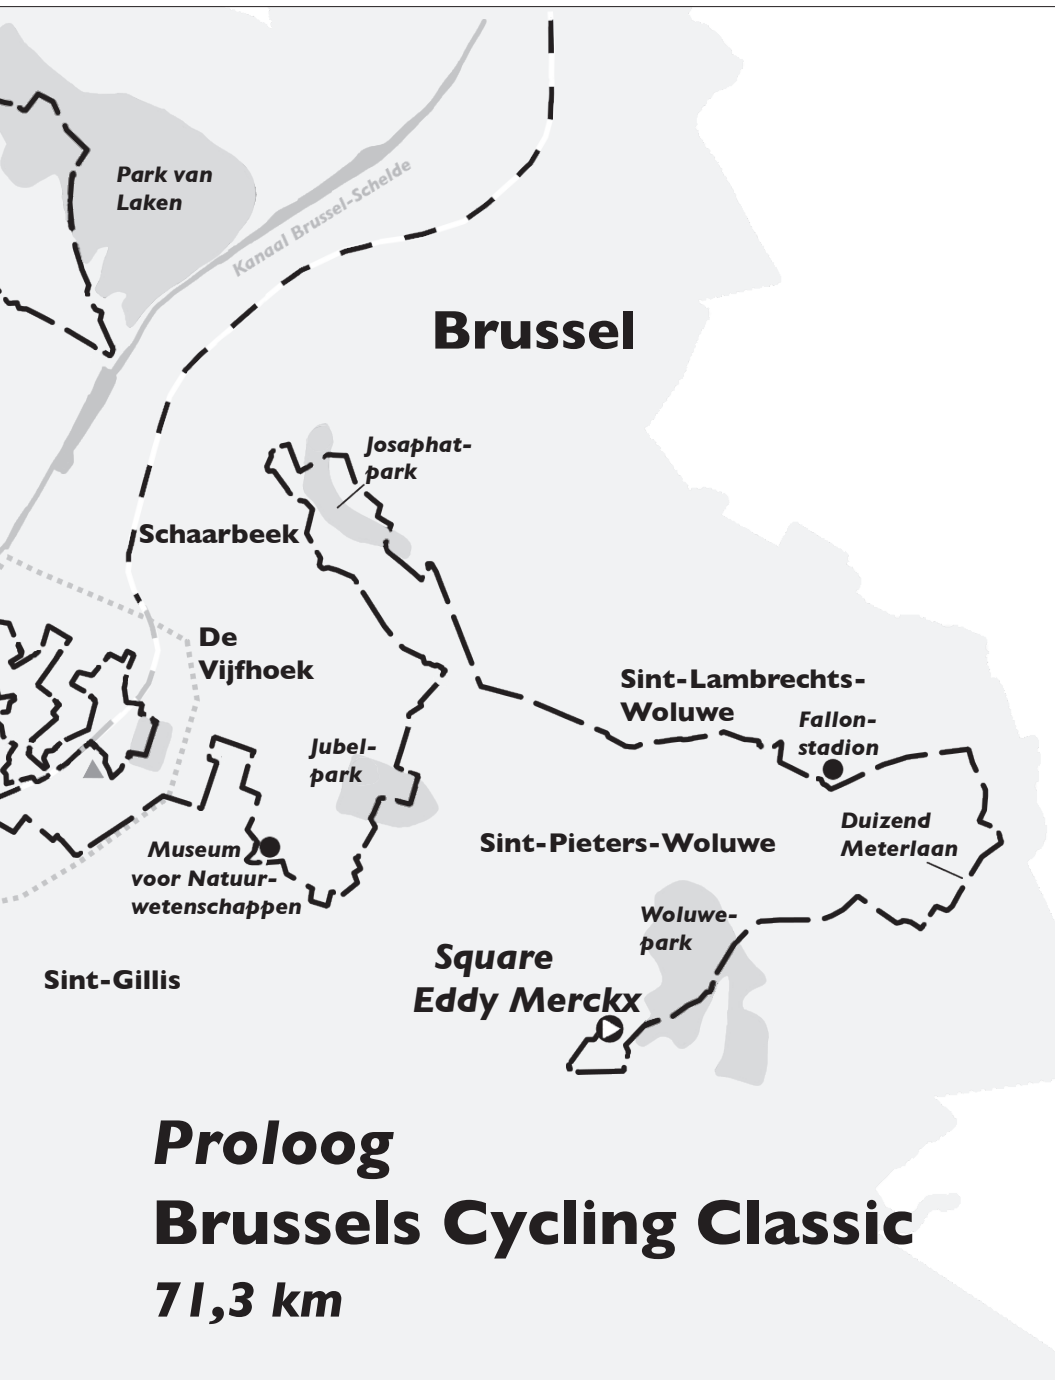 Park van
Laken
Kanaal Brussel-Schelde
Brussel
Josaphat-
park
Schaarbeek
De
Vijfhoek
Sint-Lambrechts-
Woluwe
Fallon-
stadion
Jubel-
park
Duizend
Meterlaan
Sint-Pieters-Woluwe
Museum
voor Natuur-
wetenschappen
Woluwe-
park
Square
Eddy Merckx
Sint-Gillis
Proloog
Brussels Cycling Classic
71,3 km